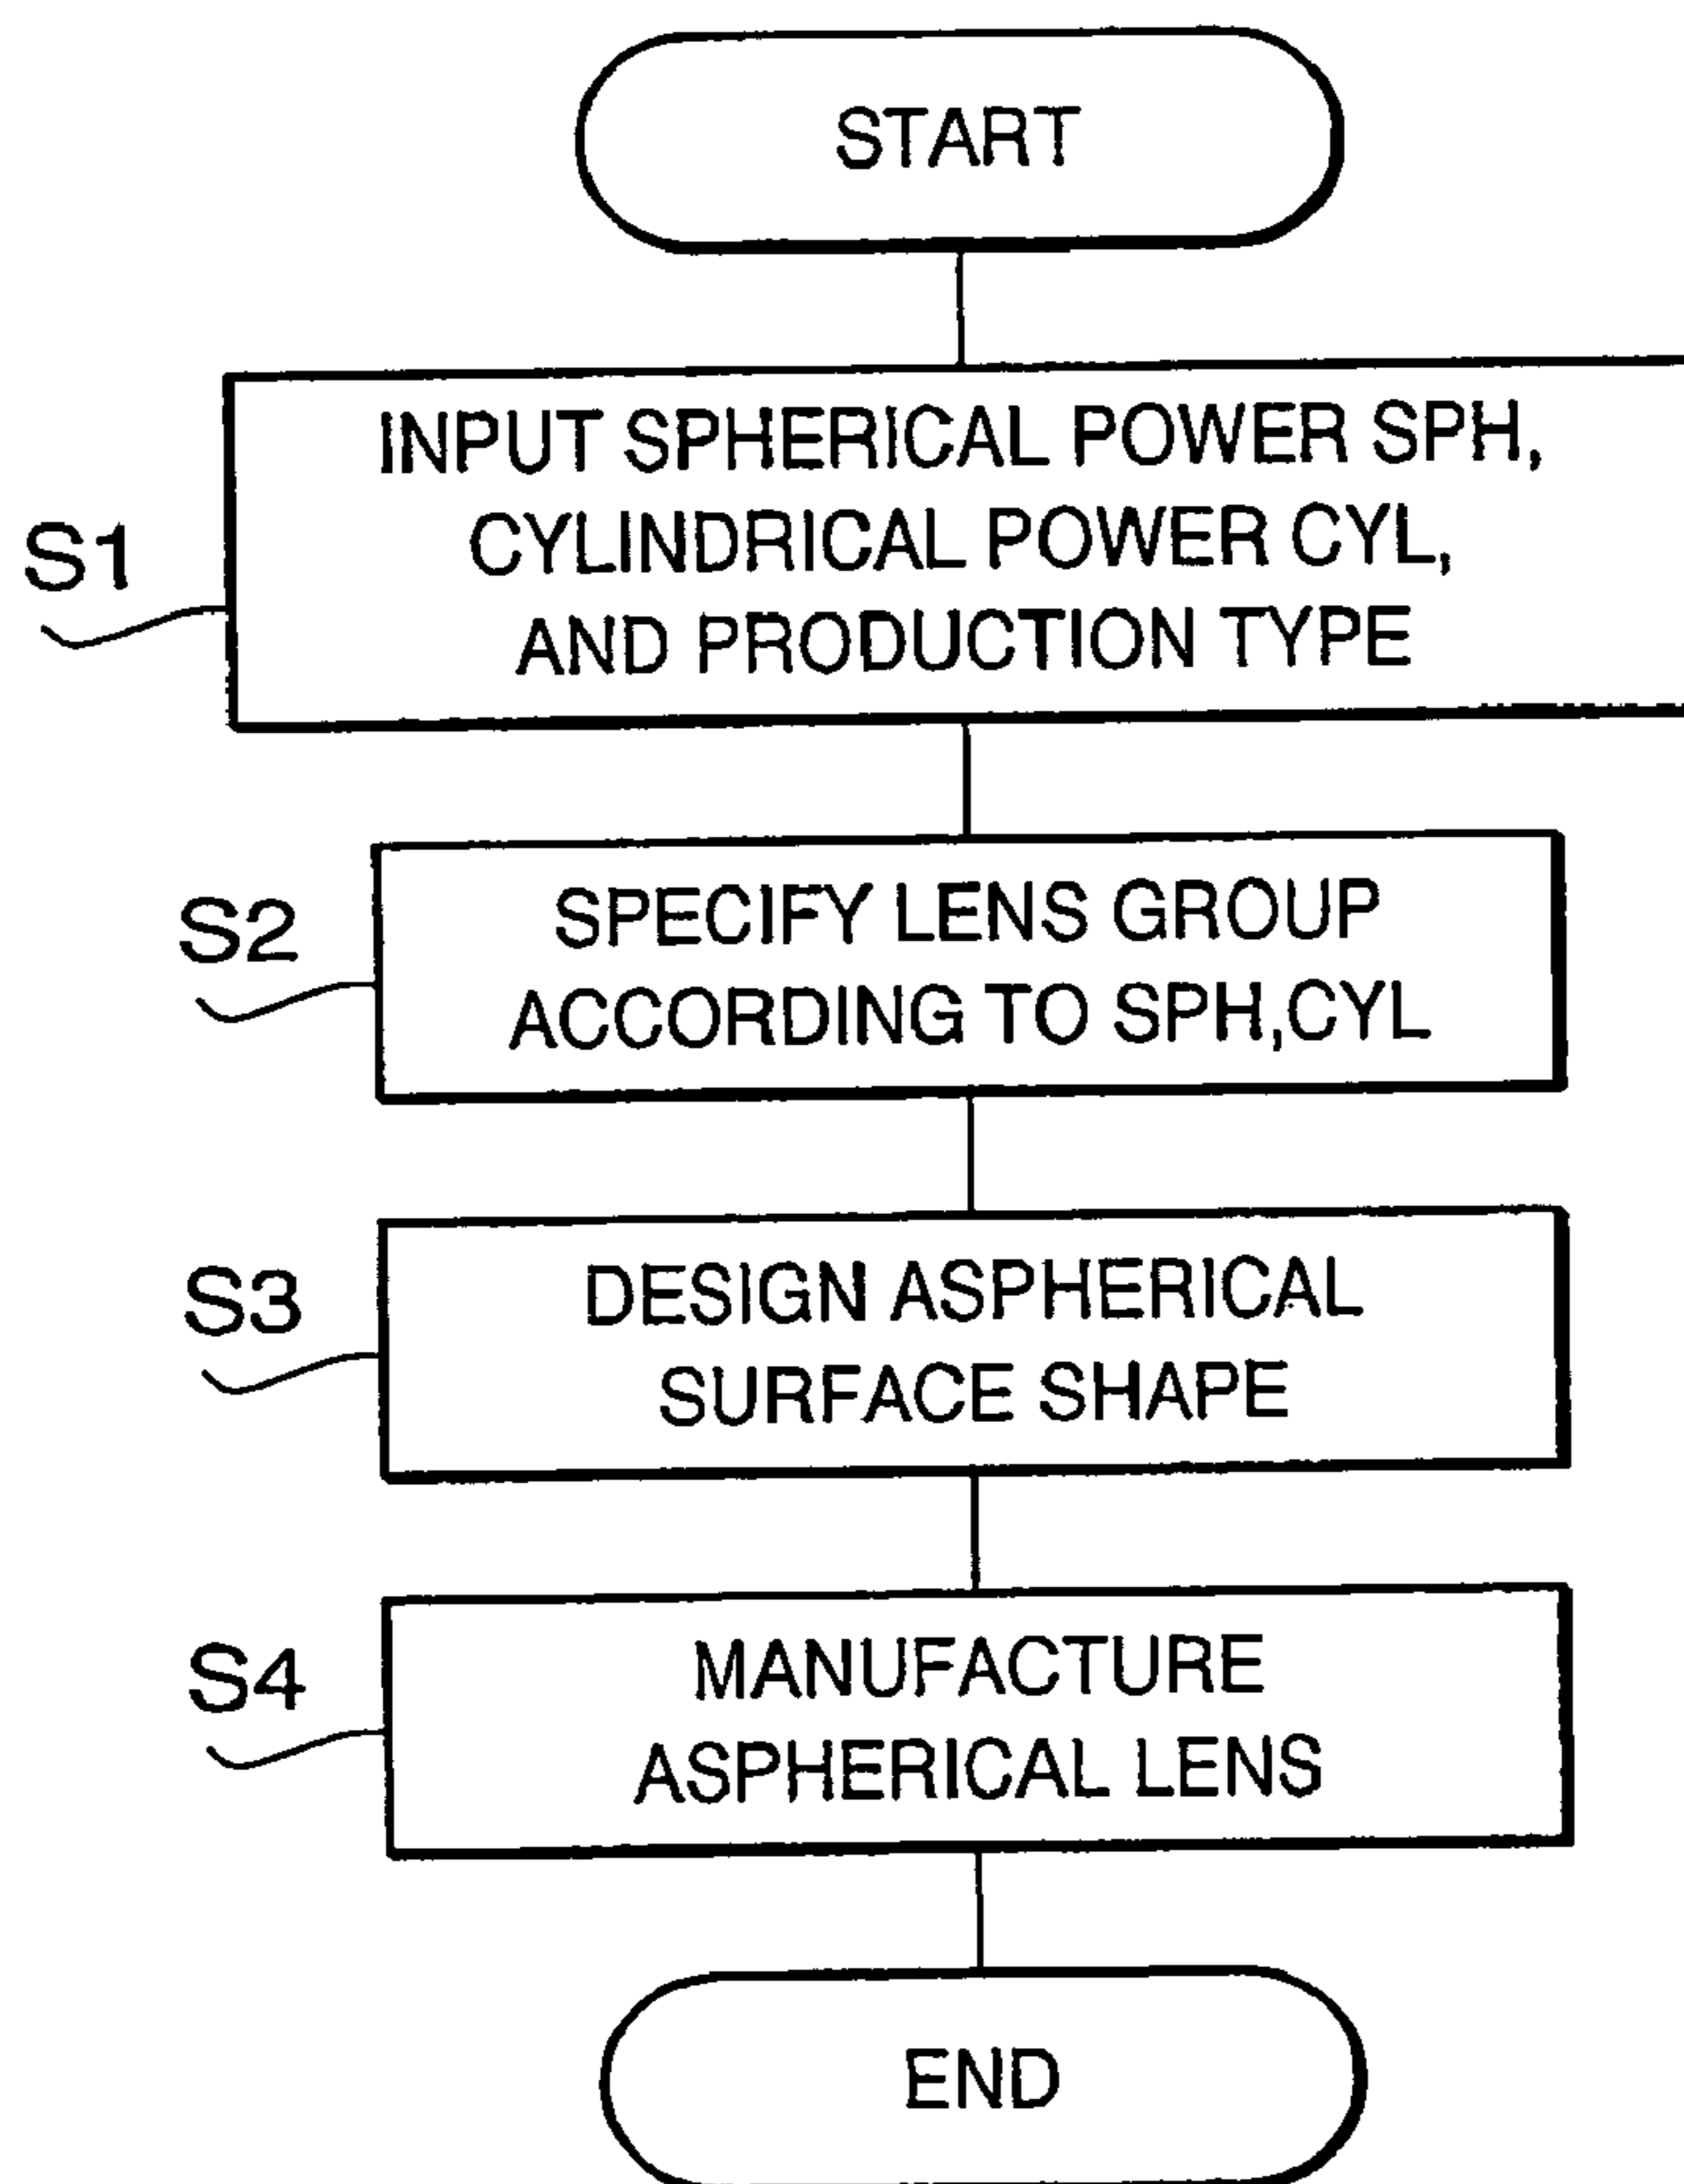 START
INPUT SPHERICAL POWER SPH,
CYLINDRICAL POWER CYL,
AND PRODUCTION TYPE
S1
SPECIFY LENS GROUP
ACCORDING TO SPH,CYL
S2
DESIGN ASPHERICAL
SURFACE SHAPE
S3
MANUFACTURE
ASPHERICAL LENS
S4
END